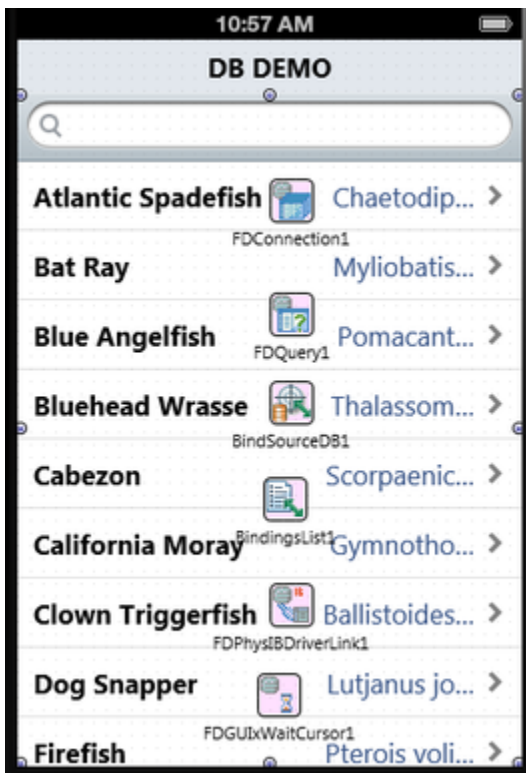 10:57 AM
DB DEMO
Atlantic Spadefish Chaetodip...
FDConnection1
Bat Ray Myliobatis...
Blue Angelfish Pomacant...
FDQuery1
Bluehead Wrasse Thalassom...
BindSourceDB1
Cabezon Scorpaenic...
California Moray Gymnotho...
BindingsList1
Clown Triggerfish Ballistoides...
FDPhysIBDriverLink1
Dog Snapper Lutjanus jo...
FDGUIxWaitCursor1
Firefish Pterois voli...